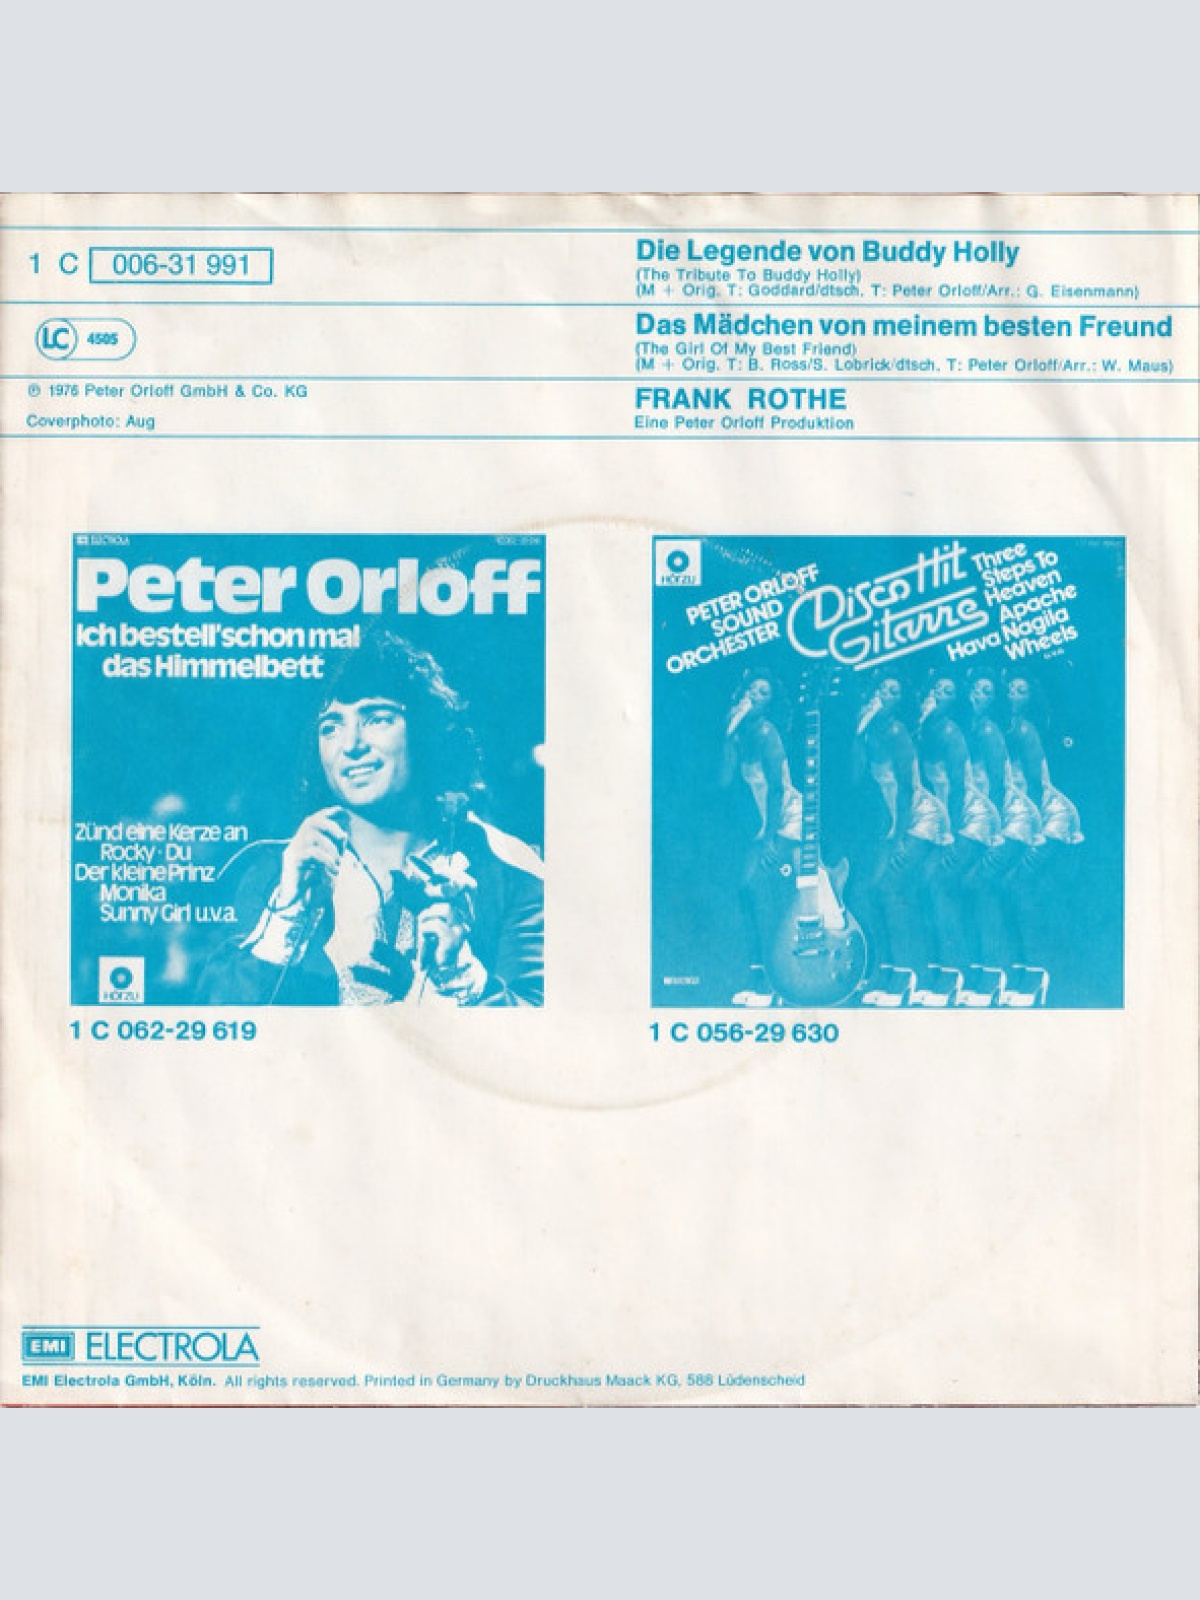 1 C 006-31 991
Die Legende von Buddy Holly
(The Tribute To Buddy Holly)
(M + Orig. T: Goddard/dtsch. T: Peter Orloff/Arr.: G. Eisenmann)
LC 4505
Das Mädchen von meinem besten Freund
(The Girl Of My Best Friend)
(M + Orig. T: B. Ross/S. Lobrick/dtsch. T: Peter Orloff/Arr.: W. Maus)
℗ 1976 Peter Orloff GmbH & Co. KG
Coverphoto: Aug
FRANK ROTHE
Eine Peter Orloff Produktion
ELECTROLA
Peter Orloff
Ich bestell'schon mal
das Himmelbett
Zünd eine Kerze an
Rocky · Du
Der kleine Prinz
Monika
Sunny Girl u.v.a.
HÖRZU
1 C 062-29 619
HÖRZU
PETER ORLOFF
SOUND
ORCHESTER
Disco Hit
Gitarre
Three
Steps To
Heaven
Apache
Hava Nagila
Wheels
u.v.a.
1 C 056-29 630
EMI ELECTROLA
EMI Electrola GmbH, Köln. All rights reserved. Printed in Germany by Druckhaus Maack KG, 588 Lüdenscheid